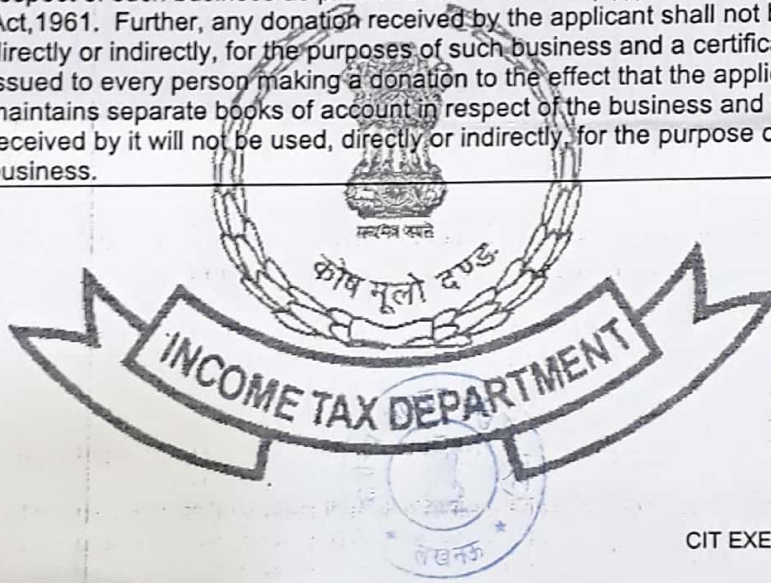 Act,1961. Further, any donation received by the applicant shall not
directly or indirectly, for the purposes of such business and a certific
issued to every person making a donation to the effect that the applic
maintains separate books of account in respect of the business and
eceived by it will not be used, directly or indirectly, for the purpose o
usiness.
सत्यमेव जयते
कोष मूलो दण्ड
INCOME TAX DEPARTMENT
लखनऊ
CIT EXE